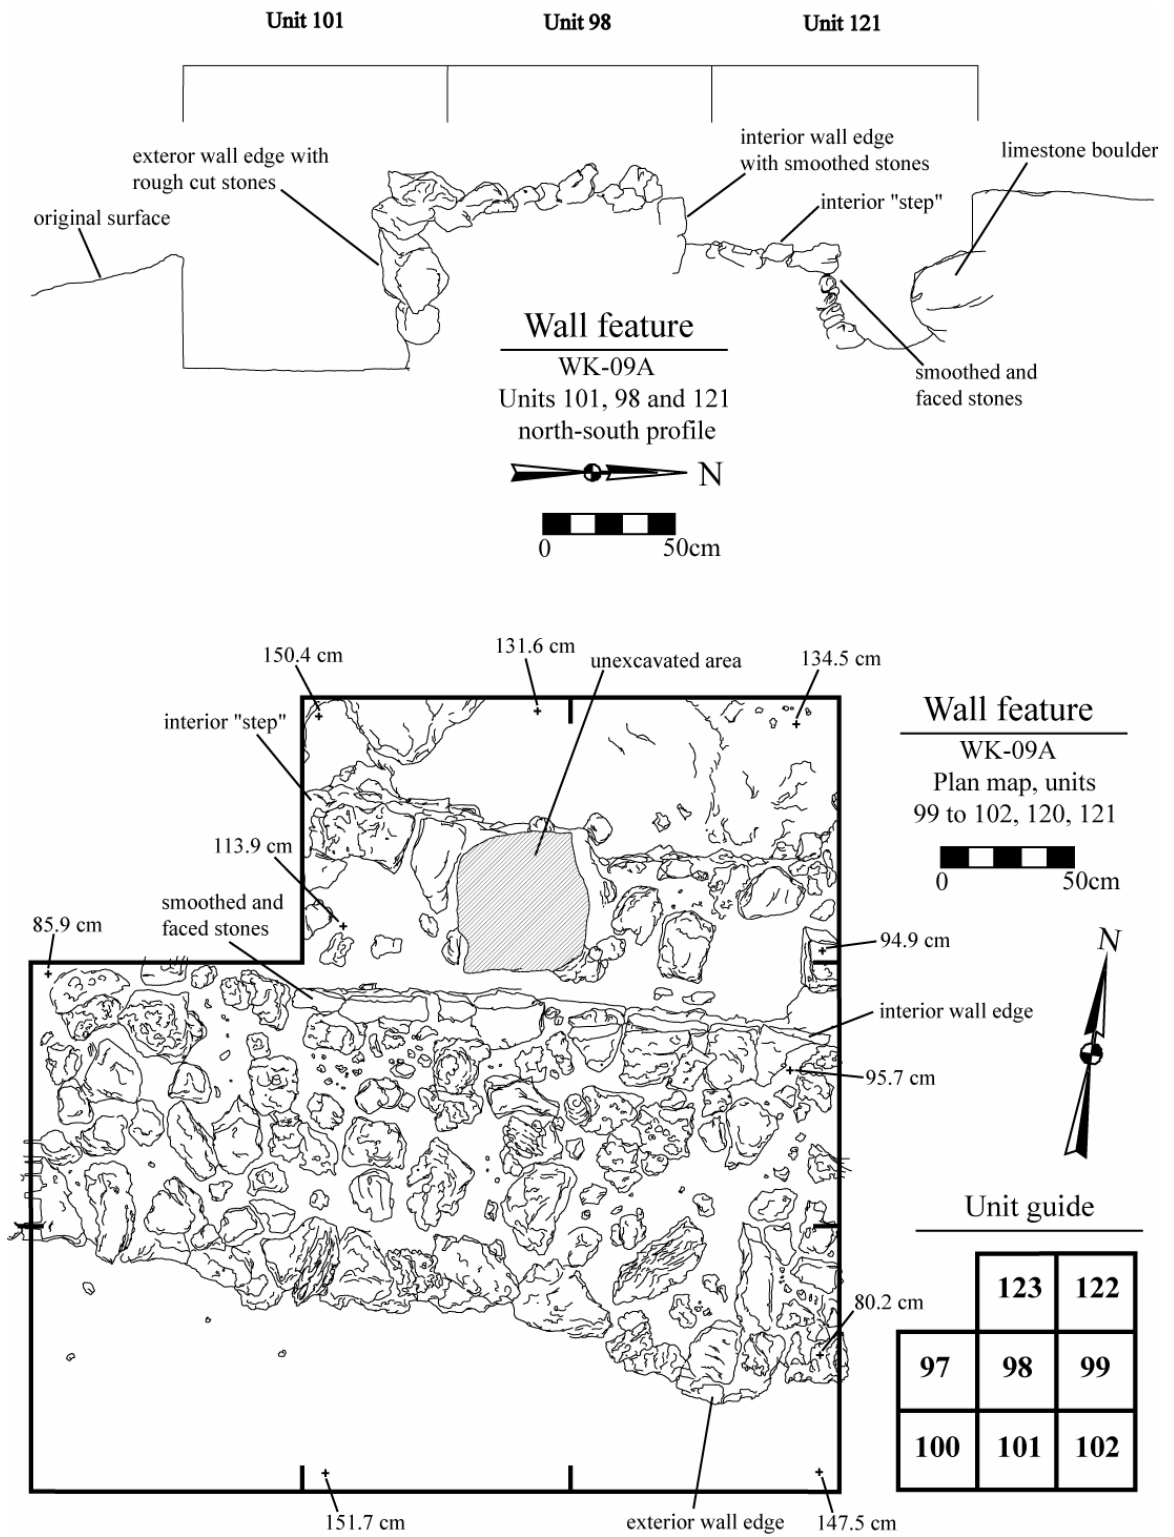 Unit 101
Unit 98
Unit 121
exteror wall edge with
rough cut stones
interior wall edge
with smoothed stones
limestone boulder
original surface
interior "step"
Wall feature
WK-09A
Units 101, 98 and 121
north-south profile
N
0
50cm
smoothed and
faced stones
150.4 cm
131.6 cm
unexcavated area
134.5 cm
interior "step"
113.9 cm
smoothed and
faced stones
85.9 cm
94.9 cm
interior wall edge
95.7 cm
80.2 cm
151.7 cm
exterior wall edge
147.5 cm
Wall feature
WK-09A
Plan map, units
99 to 102, 120, 121
0
50cm
N
Unit guide
123 122
97 98 99
100 101 102